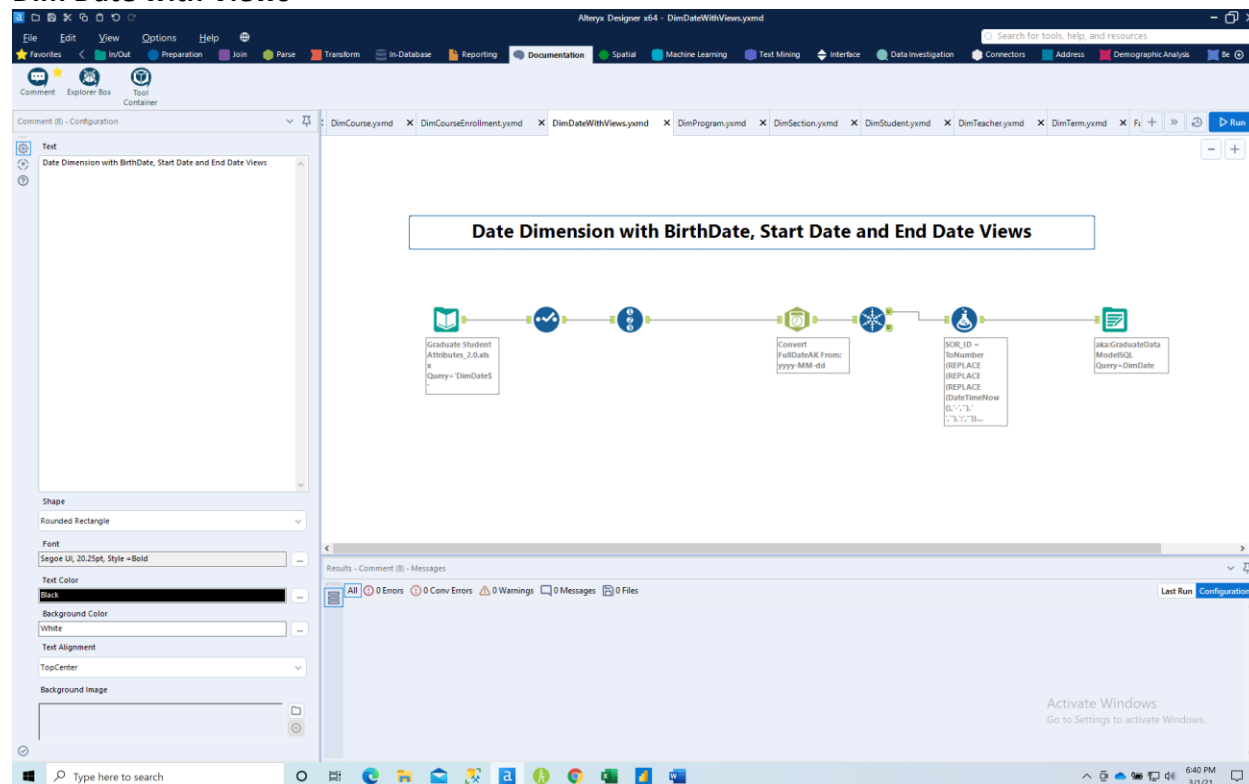 Dim Date with Views
Alteryx Designer x64 - DimDateWithViews.yxmd
File Edit View Options Help
Search for tools, help, and resources
Favorites In/Out Preparation Join Parse Transform In-Database Reporting Documentation Spatial Machine Learning Text Mining Interface Data Investigation Connectors Address Demographic Analysis Be
Comment Explorer Box Tool
Container
Comment (8) - Configuration
DimCourse.yxmd DimCourseEnrollment.yxmd DimDateWithViews.yxmd DimProgram.yxmd DimSection.yxmd DimStudent.yxmd DimTeacher.yxmd DimTerm.yxmd Run
Text
Date Dimension with BirthDate, Start Date and End Date Views
Date Dimension with BirthDate, Start Date and End Date Views
Graduate Student
Attributes_2.0.xls
x
Query=`DimDate$
`
Convert
FullDateAK From:
yyyy-MM-dd
SOR_ID =
ToNumber
(REPLACE
(REPLACE
(REPLACE
(DateTimeNow
(),'-',''),'
',''),':',''))...
aka:GraduateData
ModelSQL
Query=DimDate
Shape
Rounded Rectangle
Font
Segoe UI, 20.25pt, Style =Bold
Text Color
Black
Background Color
White
Text Alignment
TopCenter
Background Image
Results - Comment (8) - Messages
All 0 Errors 0 Conv Errors 0 Warnings 0 Messages 0 Files
Last Run Configuration
Activate Windows
Go to Settings to activate Windows.
Type here to search
6:40 PM
3/1/21